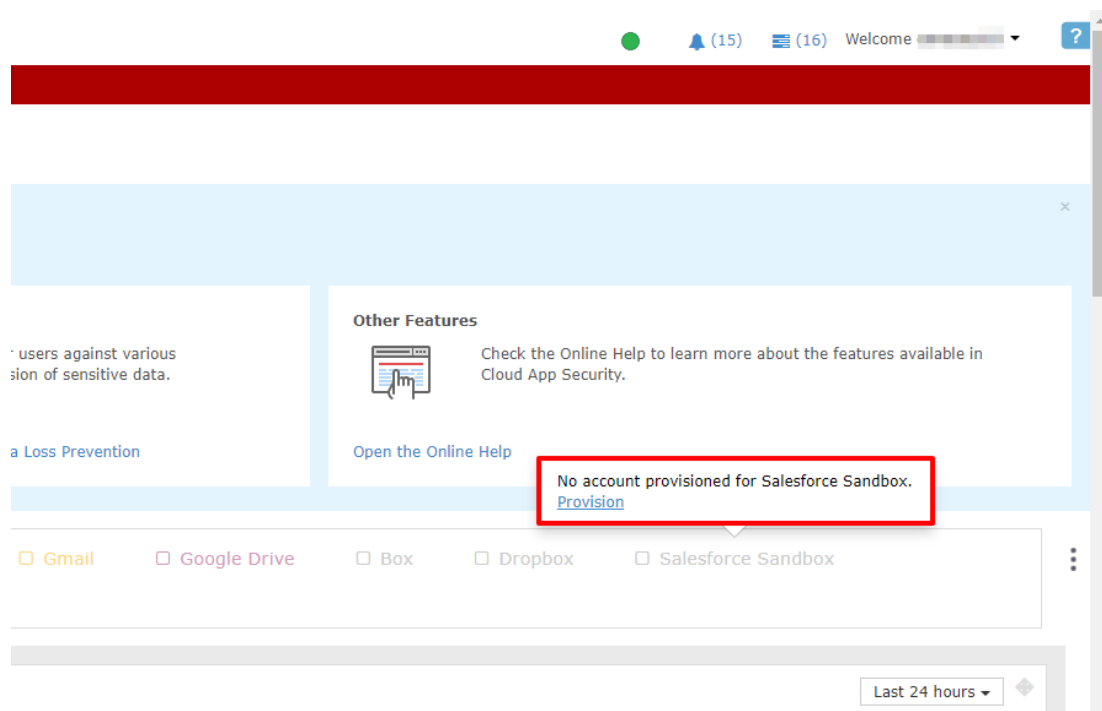 (15)
(16)
Welcome
?
×
Other Features
users against various
sion of sensitive data.
Check the Online Help to learn more about the features available in
Cloud App Security.
a Loss Prevention
Open the Online Help
No account provisioned for Salesforce Sandbox.
Provision
Gmail
Google Drive
Box
Dropbox
Salesforce Sandbox
Last 24 hours